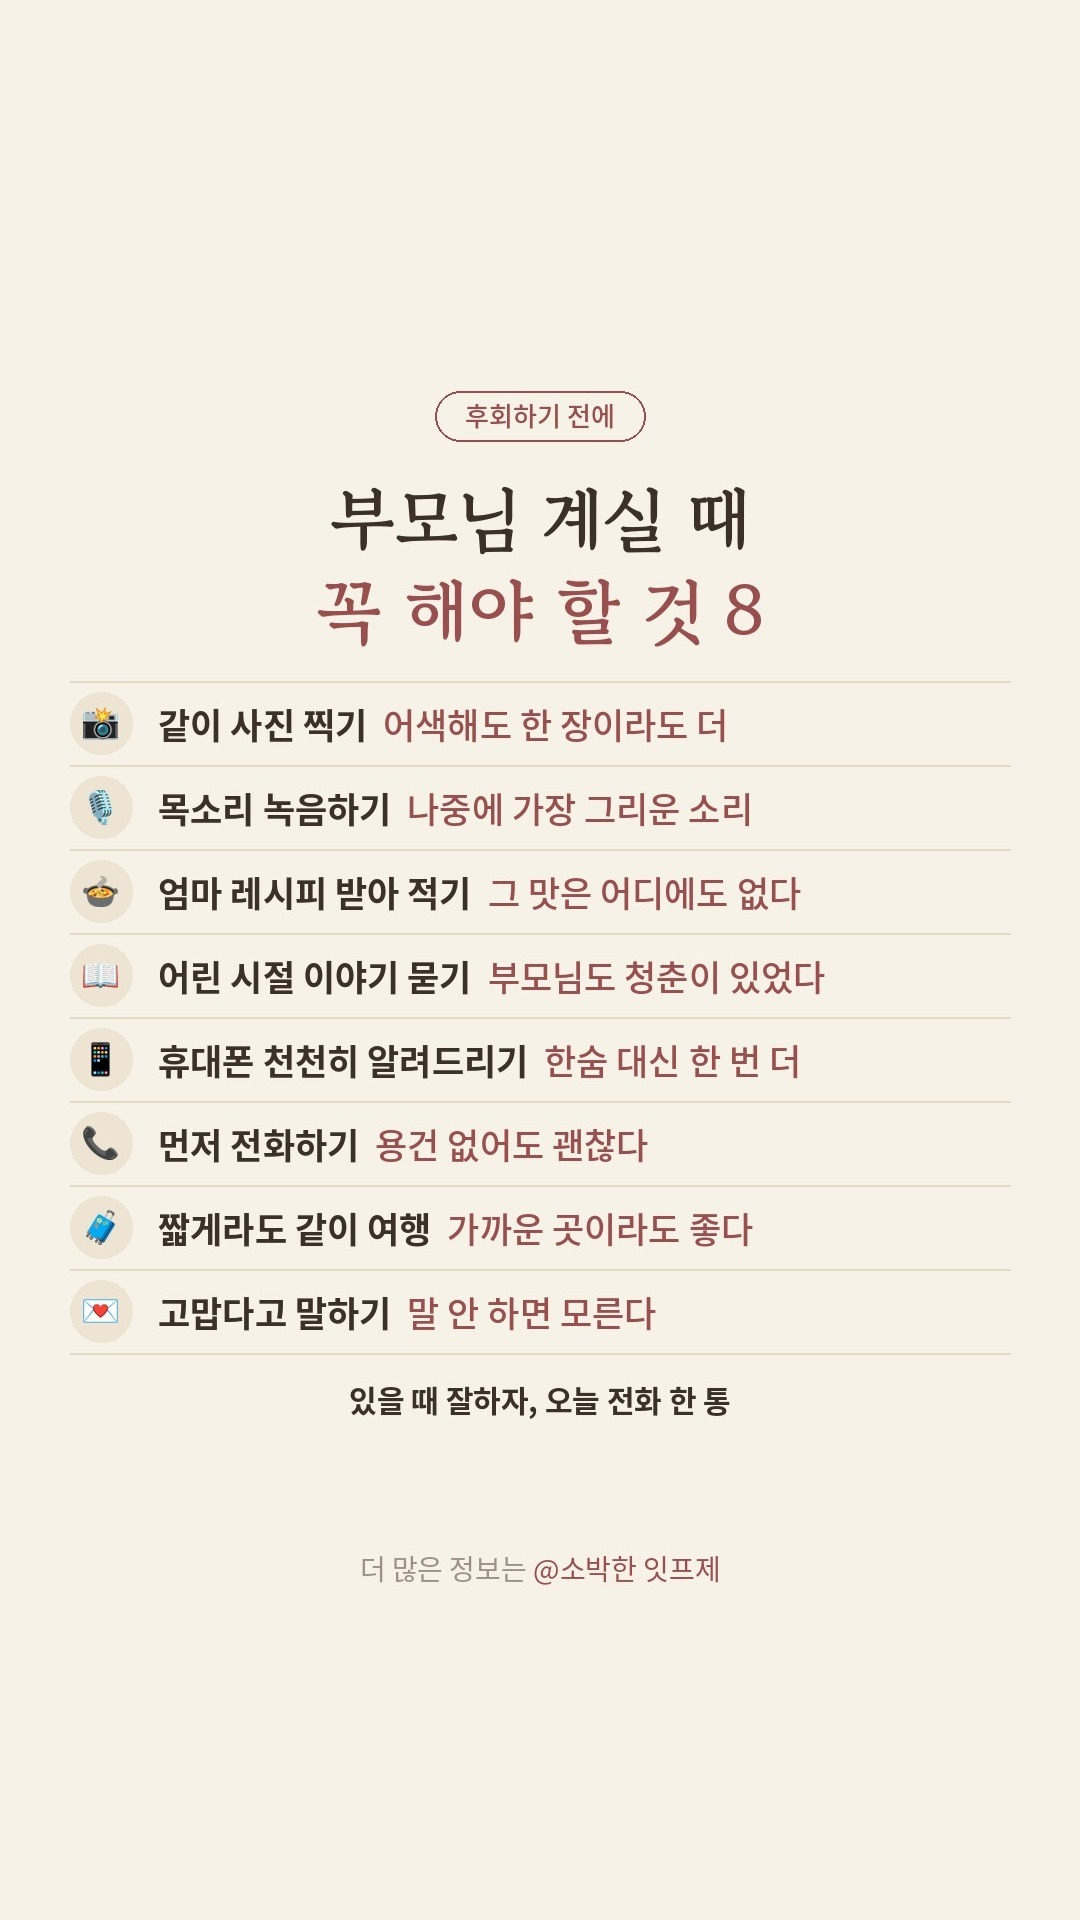 후회하기 전에
부모님 계실 때
꼭 해야 할 것 8
같이 사진 찍기 어색해도 한 장이라도 더
목소리 녹음하기 나중에 가장 그리운 소리
엄마 레시피 받아 적기 그 맛은 어디에도 없다
어린 시절 이야기 묻기 부모님도 청춘이 있었다
휴대폰 천천히 알려드리기 한숨 대신 한 번 더
먼저 전화하기 용건 없어도 괜찮다
짧게라도 같이 여행 가까운 곳이라도 좋다
고맙다고 말하기 말 안 하면 모른다
있을 때 잘하자, 오늘 전화 한 통
더 많은 정보는 @소박한 잇프제